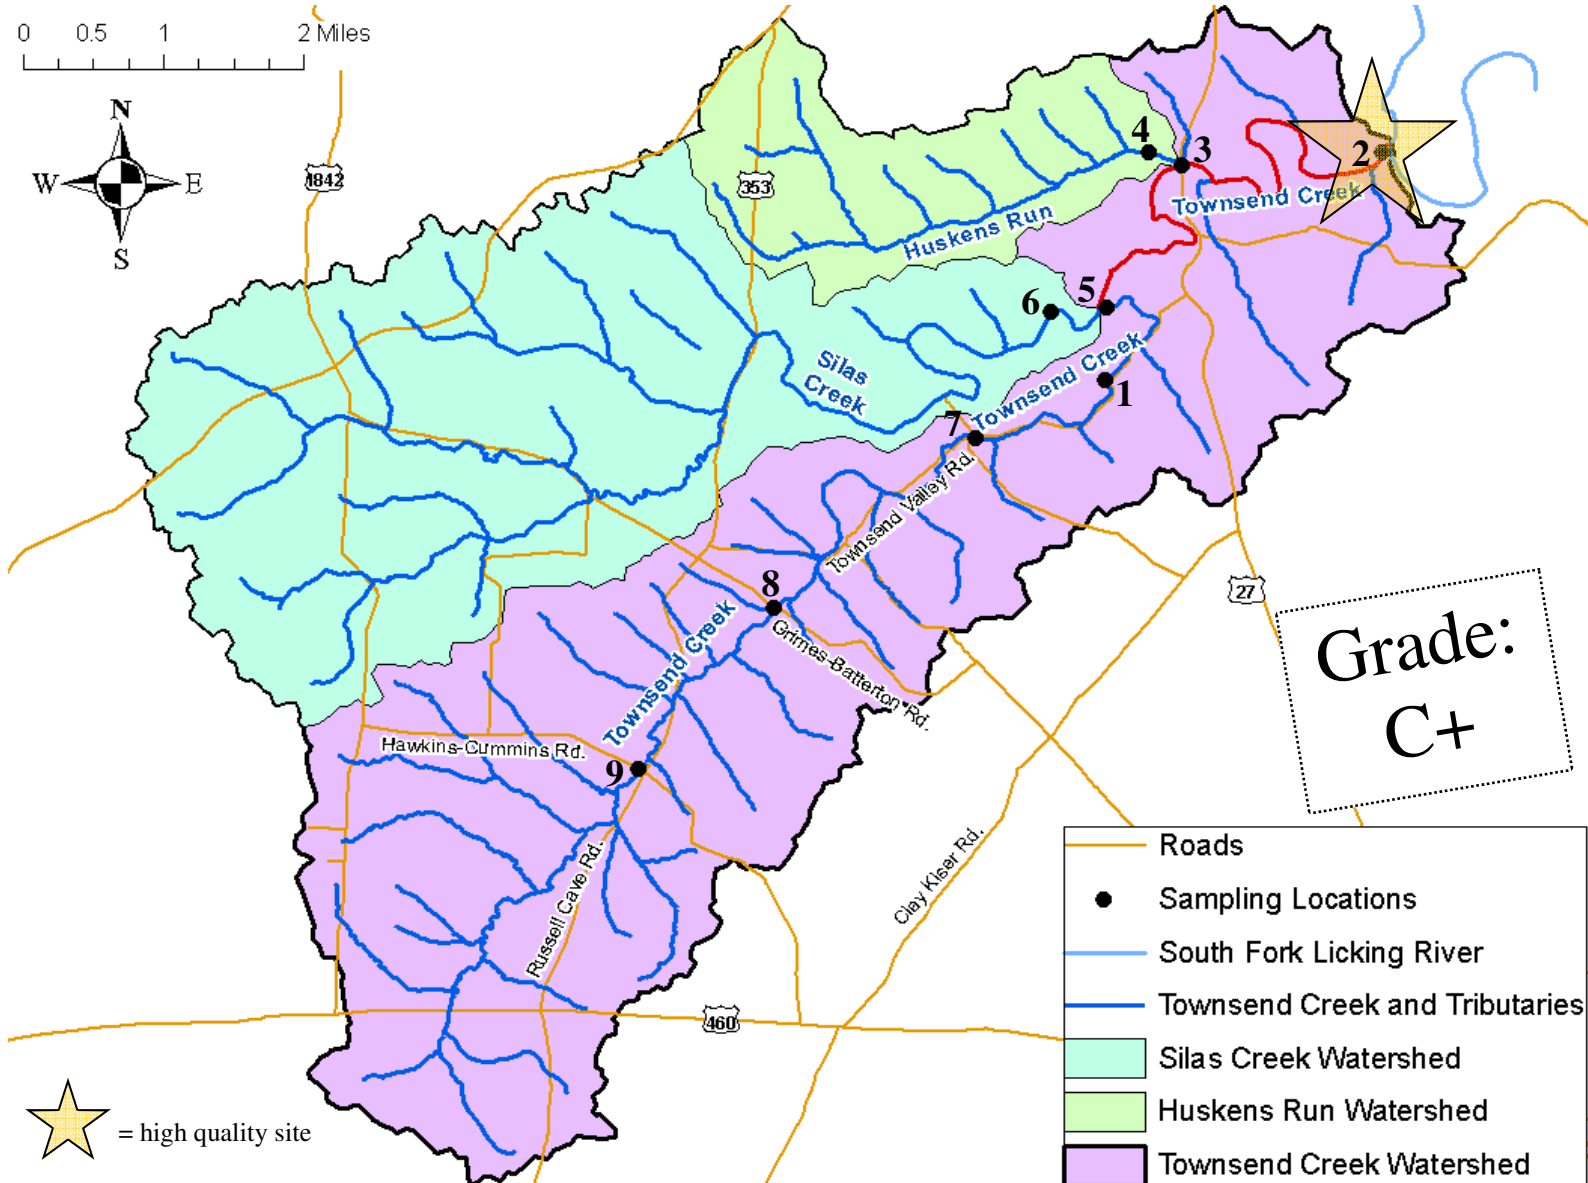 0 0.5 1 2 Miles
N
W E
S
1842
353
4
3
2
Townsend Creek
Huskens Run
6
5
Silas
Creek
Townsend Creek
1
7
Townsend Valley Rd.
8
27
Townsend Creek
Grimes-Batterton Rd.
Grade:
C+
Hawkins-Cummins Rd.
9
Russell Cave Rd.
Clay Kiser Rd.
460
Roads
Sampling Locations
South Fork Licking River
Townsend Creek and Tributaries
Silas Creek Watershed
Huskens Run Watershed
Townsend Creek Watershed
= high quality site